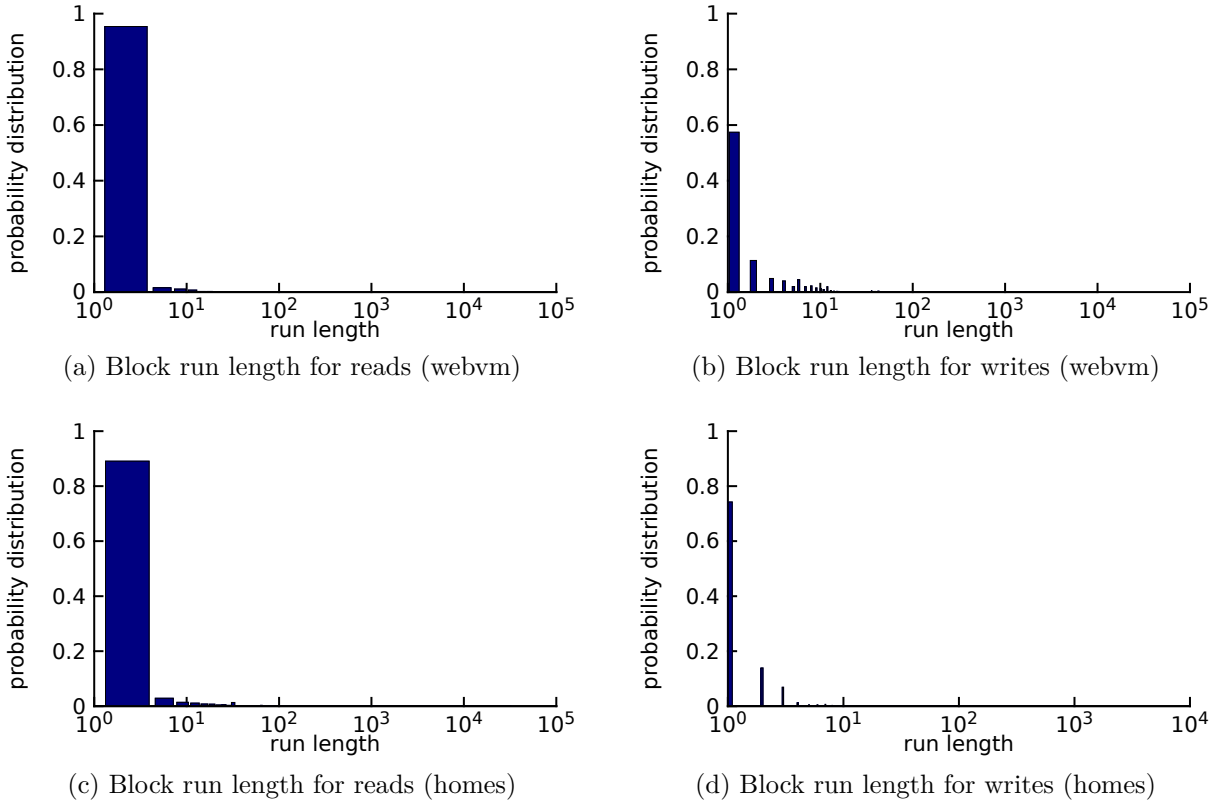 1
0.8
0.6
0.4
0.2
0
probability distribution
10^0 10^1 10^2 10^3 10^4 10^5
run length
(a) Block run length for reads (webvm)
1
0.8
0.6
0.4
0.2
0
probability distribution
10^0 10^1 10^2 10^3 10^4 10^5
run length
(b) Block run length for writes (webvm)
1
0.8
0.6
0.4
0.2
0
probability distribution
10^0 10^1 10^2 10^3 10^4 10^5
run length
(c) Block run length for reads (homes)
1
0.8
0.6
0.4
0.2
0
probability distribution
10^0 10^1 10^2 10^3 10^4
run length
(d) Block run length for writes (homes)